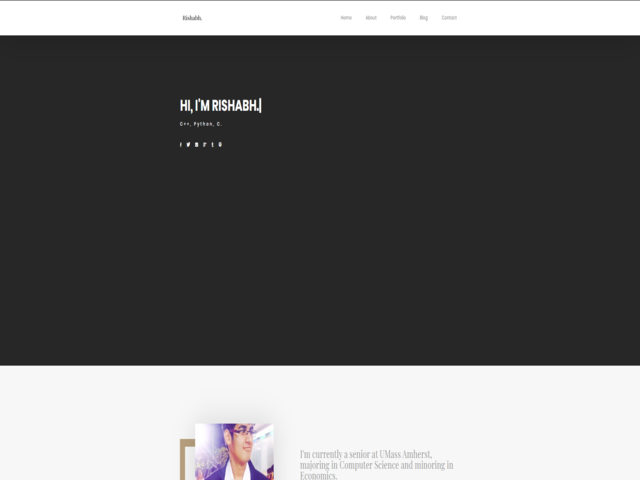 Rishabh.
Home About Portfolio Blog Contact
HI, I'M RISHABH.|
C++, Python, C.
I'm currently a senior at UMass Amherst,
majoring in Computer Science and minoring in
Economics.